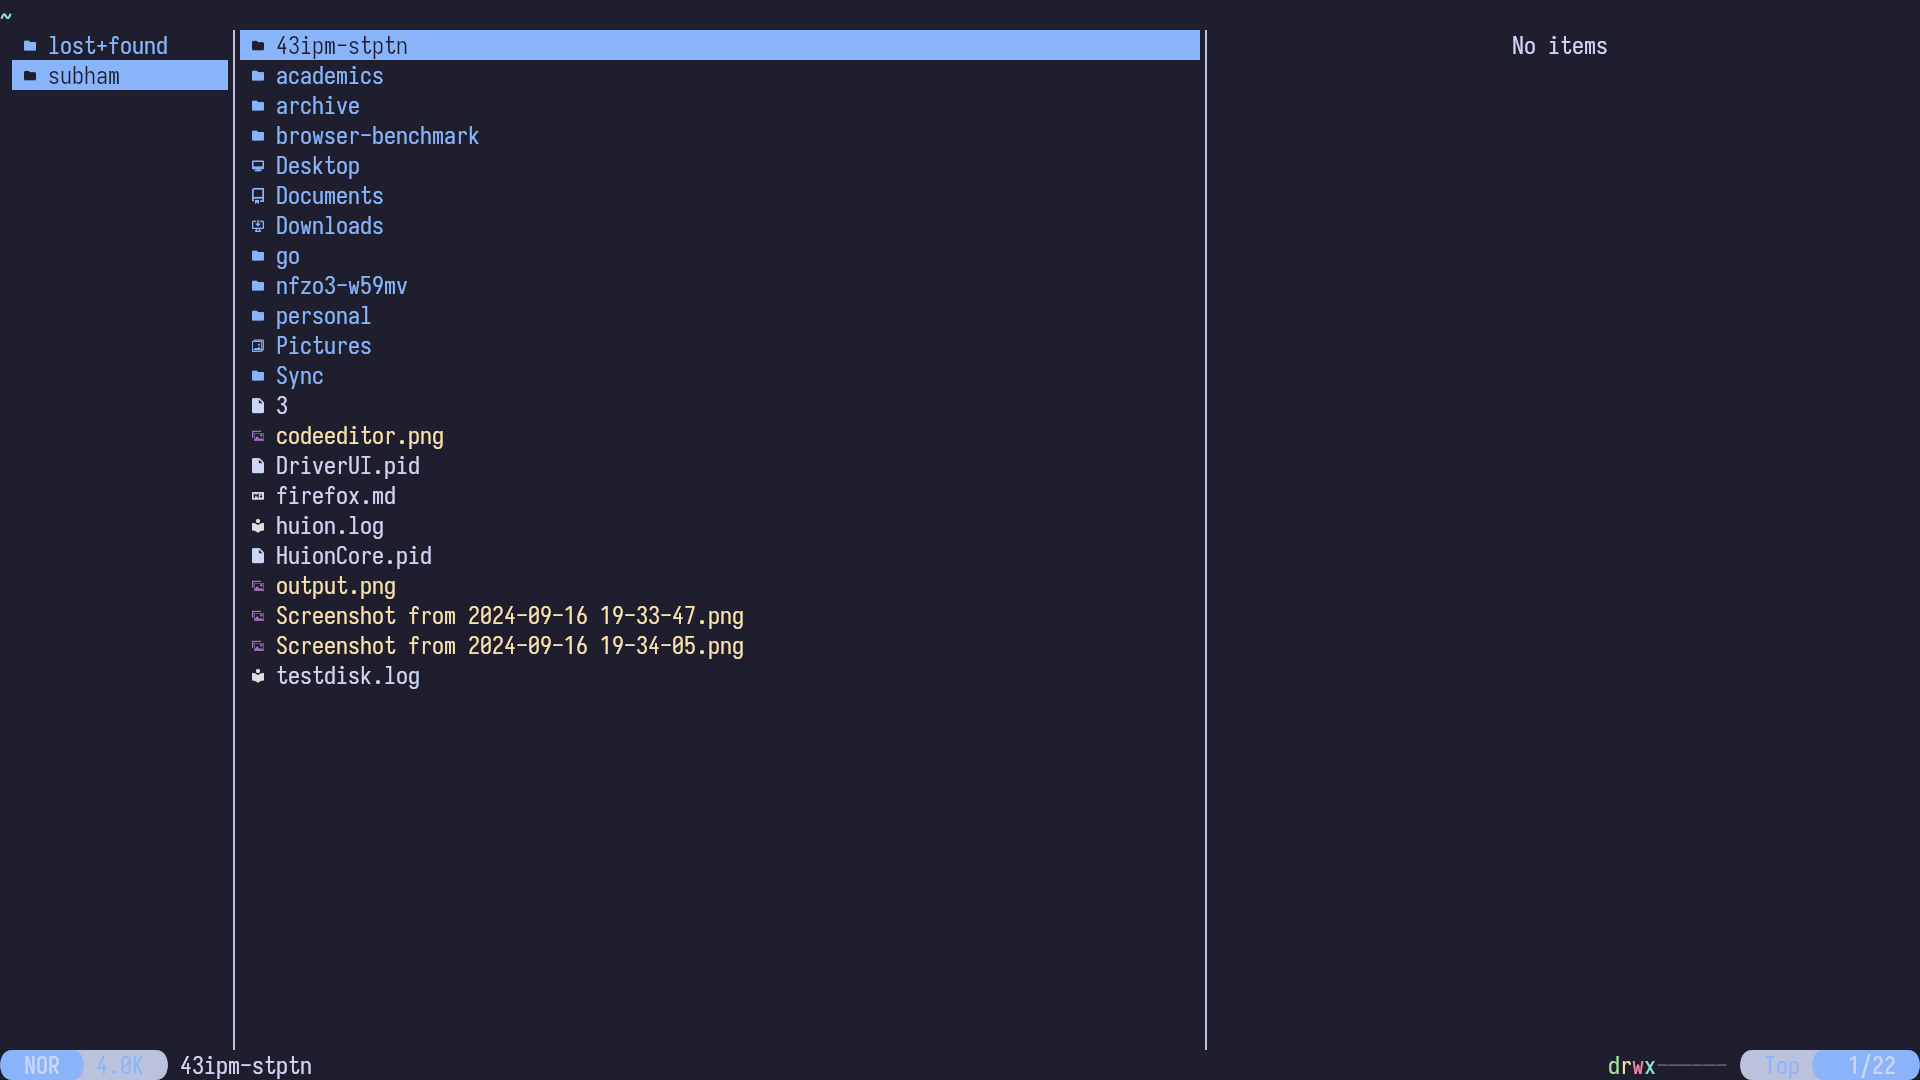 ~
lost+found
subham
43ipm-stptn
academics
archive
browser-benchmark
Desktop
Documents
Downloads
go
nfzo3-w59mv
personal
Pictures
Sync
3
codeeditor.png
DriverUI.pid
firefox.md
huion.log
HuionCore.pid
output.png
Screenshot from 2024-09-16 19-33-47.png
Screenshot from 2024-09-16 19-34-05.png
testdisk.log
No items
NOR 4.0K 43ipm-stptn drwx------ Top 1/22